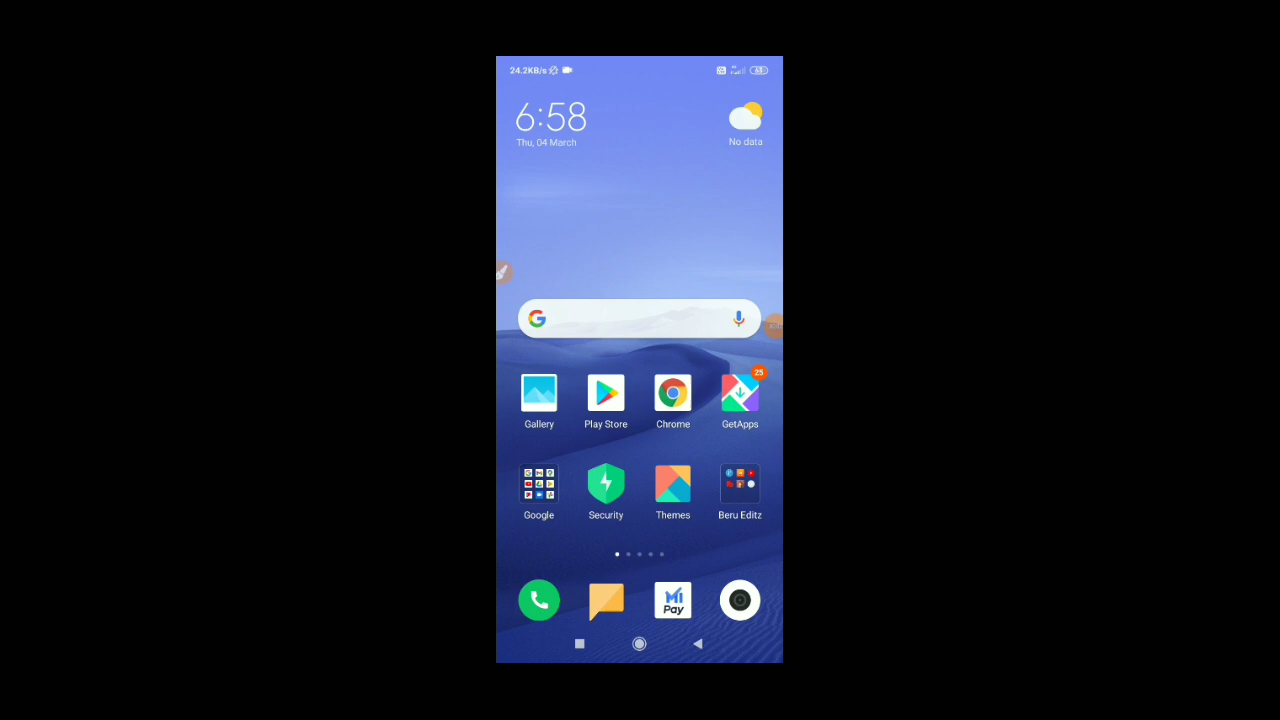 24.2KB/s
6:58
Thu, 04 March
No data
25
Gallery
Play Store
Chrome
GetApps
Google
Security
Themes
Beru Editz
Mi
Pay